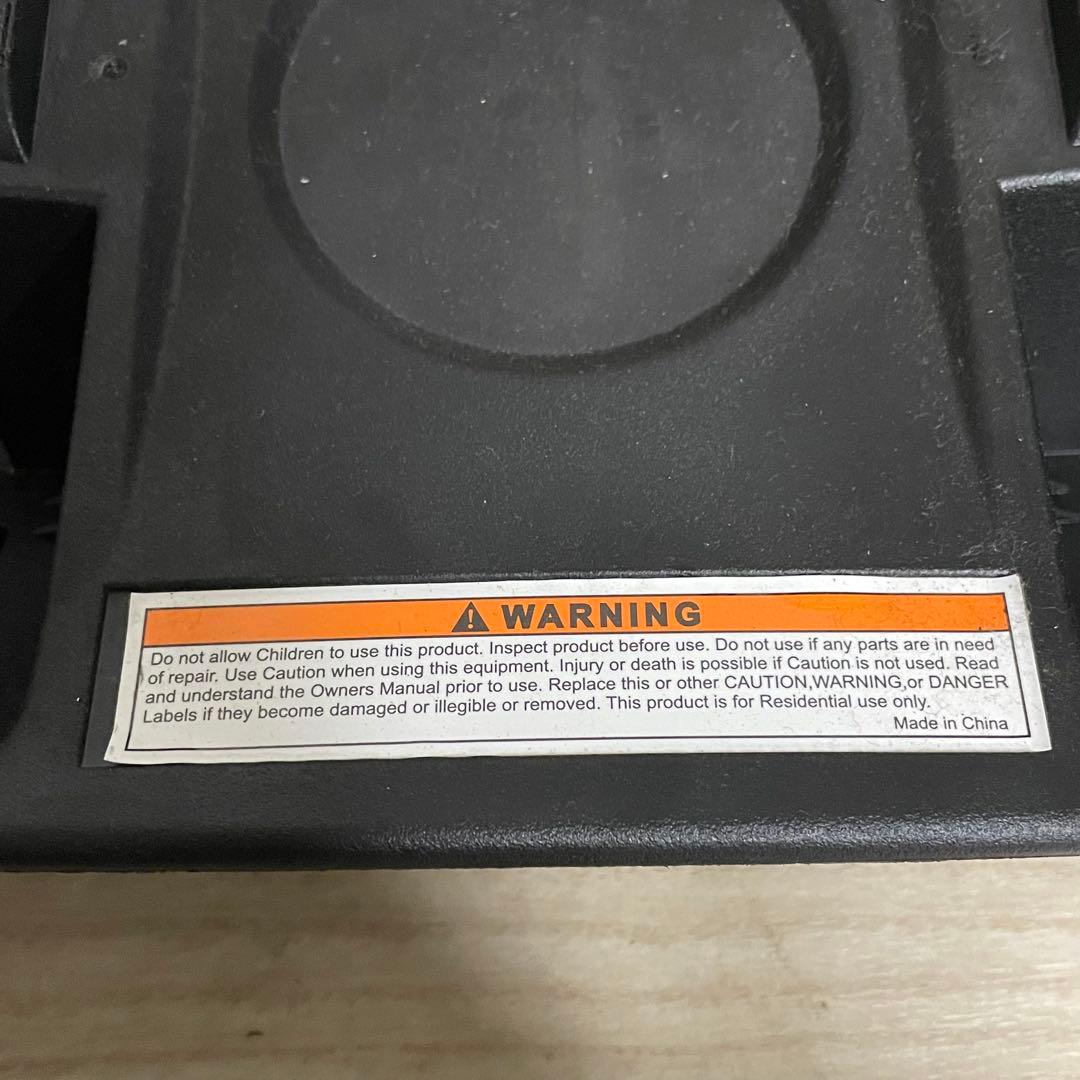 WARNING
Do not allow Children to use this product. Inspect product before use. Do not use if any parts are in need
of repair. Use Caution when using this equipment. Injury or death is possible if Caution is not used. Read
and understand the Owners Manual prior to use. Replace this or other CAUTION,WARNING,or DANGER
Labels if they become damaged or illegible or removed. This product is for Residential use only.
Made in China